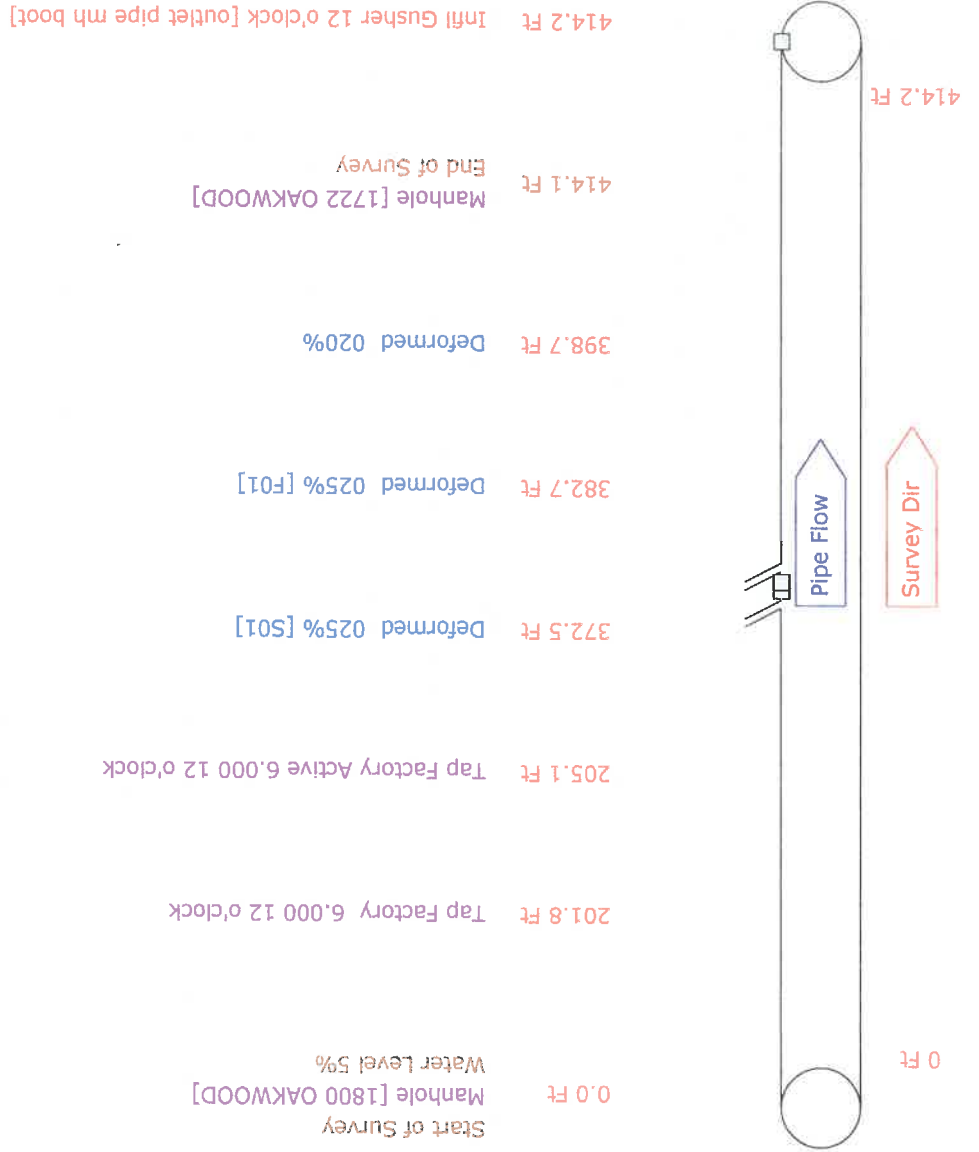 0 Ft
0.0 Ft
Start of Survey
Manhole [1800 OAKWOOD]
Water Level 5%
201.8 Ft Tap Factory 6.000 12 o'clock
205.1 Ft Tap Factory Active 6.000 12 o'clock
372.5 Ft Deformed 025% [S01]
Pipe Flow
Survey Dir
382.7 Ft Deformed 025% [F01]
398.7 Ft Deformed 020%
414.1 Ft Manhole [1722 OAKWOOD]
End of Survey
414.2 Ft
414.2 Ft Infil Gusher 12 o'clock [outlet pipe mh boot]